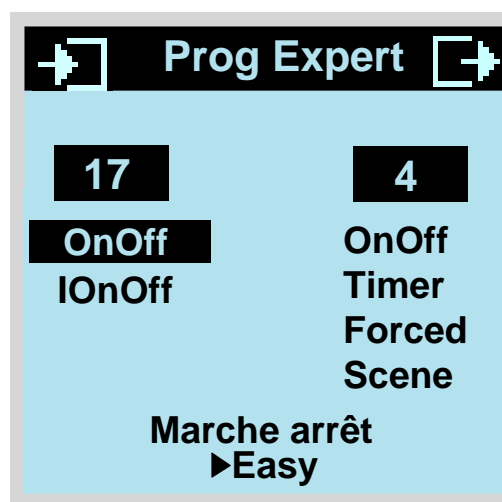 Prog Expert
17
4
OnOff
IOnOff
OnOff
Timer
Forced
Scene
Marche arrêt
Easy